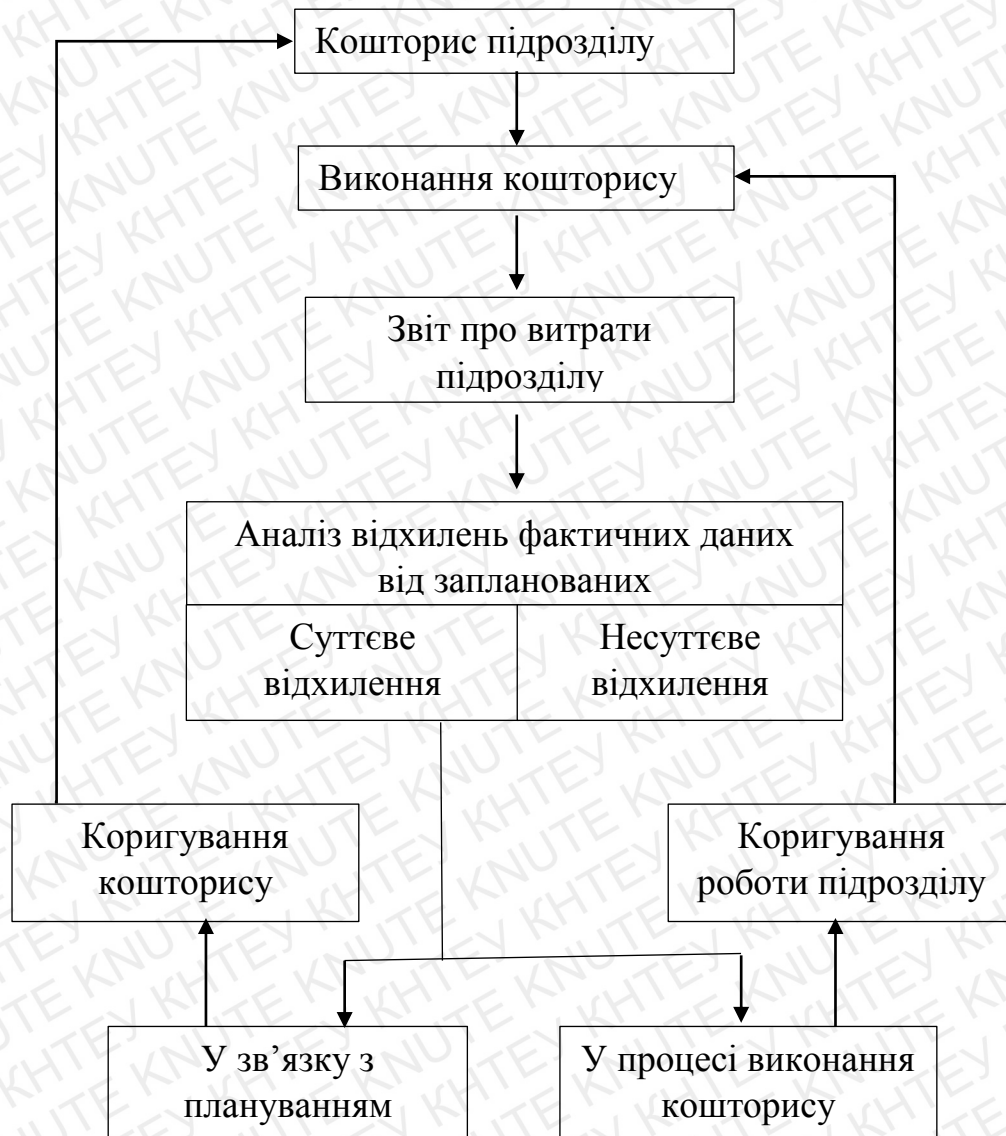 Кошторис підрозділу
Виконання кошторису
Звіт про витрати
підрозділу
Аналіз відхилень фактичних даних
від запланованих
Суттєве
відхилення
Несуттєве
відхилення
Коригування
кошторису
Коригування
роботи підрозділу
У зв’язку з
плануванням
У процесі виконання
кошторису